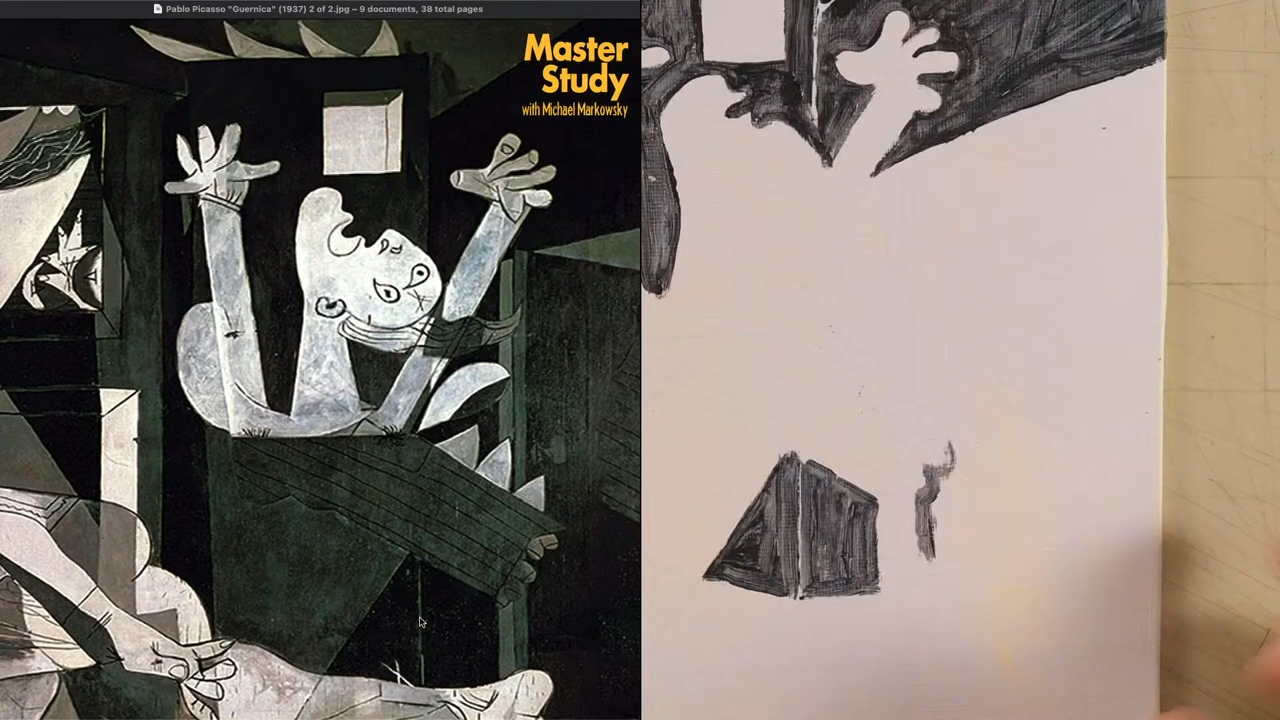 Pablo Picasso "Guernica" (1937) 2 of 2.jpg – 9 documents, 38 total pages
Master
Study
with Michael Markowsky